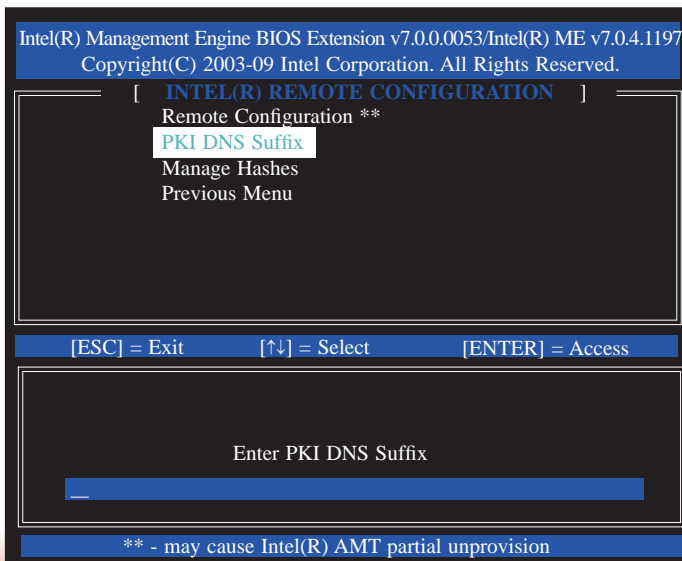 Intel(R) Management Engine BIOS Extension v7.0.0.0053/Intel(R) ME v7.0.4.1197
Copyright(C) 2003-09 Intel Corporation. All Rights Reserved.
[ INTEL(R) REMOTE CONFIGURATION ]
Remote Configuration **
PKI DNS Suffix
Manage Hashes
Previous Menu
[ESC] = Exit [↑↓] = Select [ENTER] = Access
Enter PKI DNS Suffix
_
** - may cause Intel(R) AMT partial unprovision